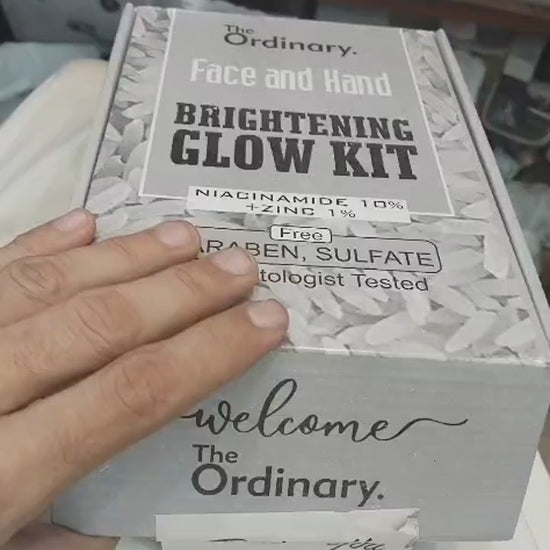 The
Ordinary.
Face and Hand
BRIGHTENING
GLOW KIT
NIACINAMIDE 10%
+ZINC 1%
Free
ARABEN, SULFATE
tologist Tested
welcome
The
Ordinary.